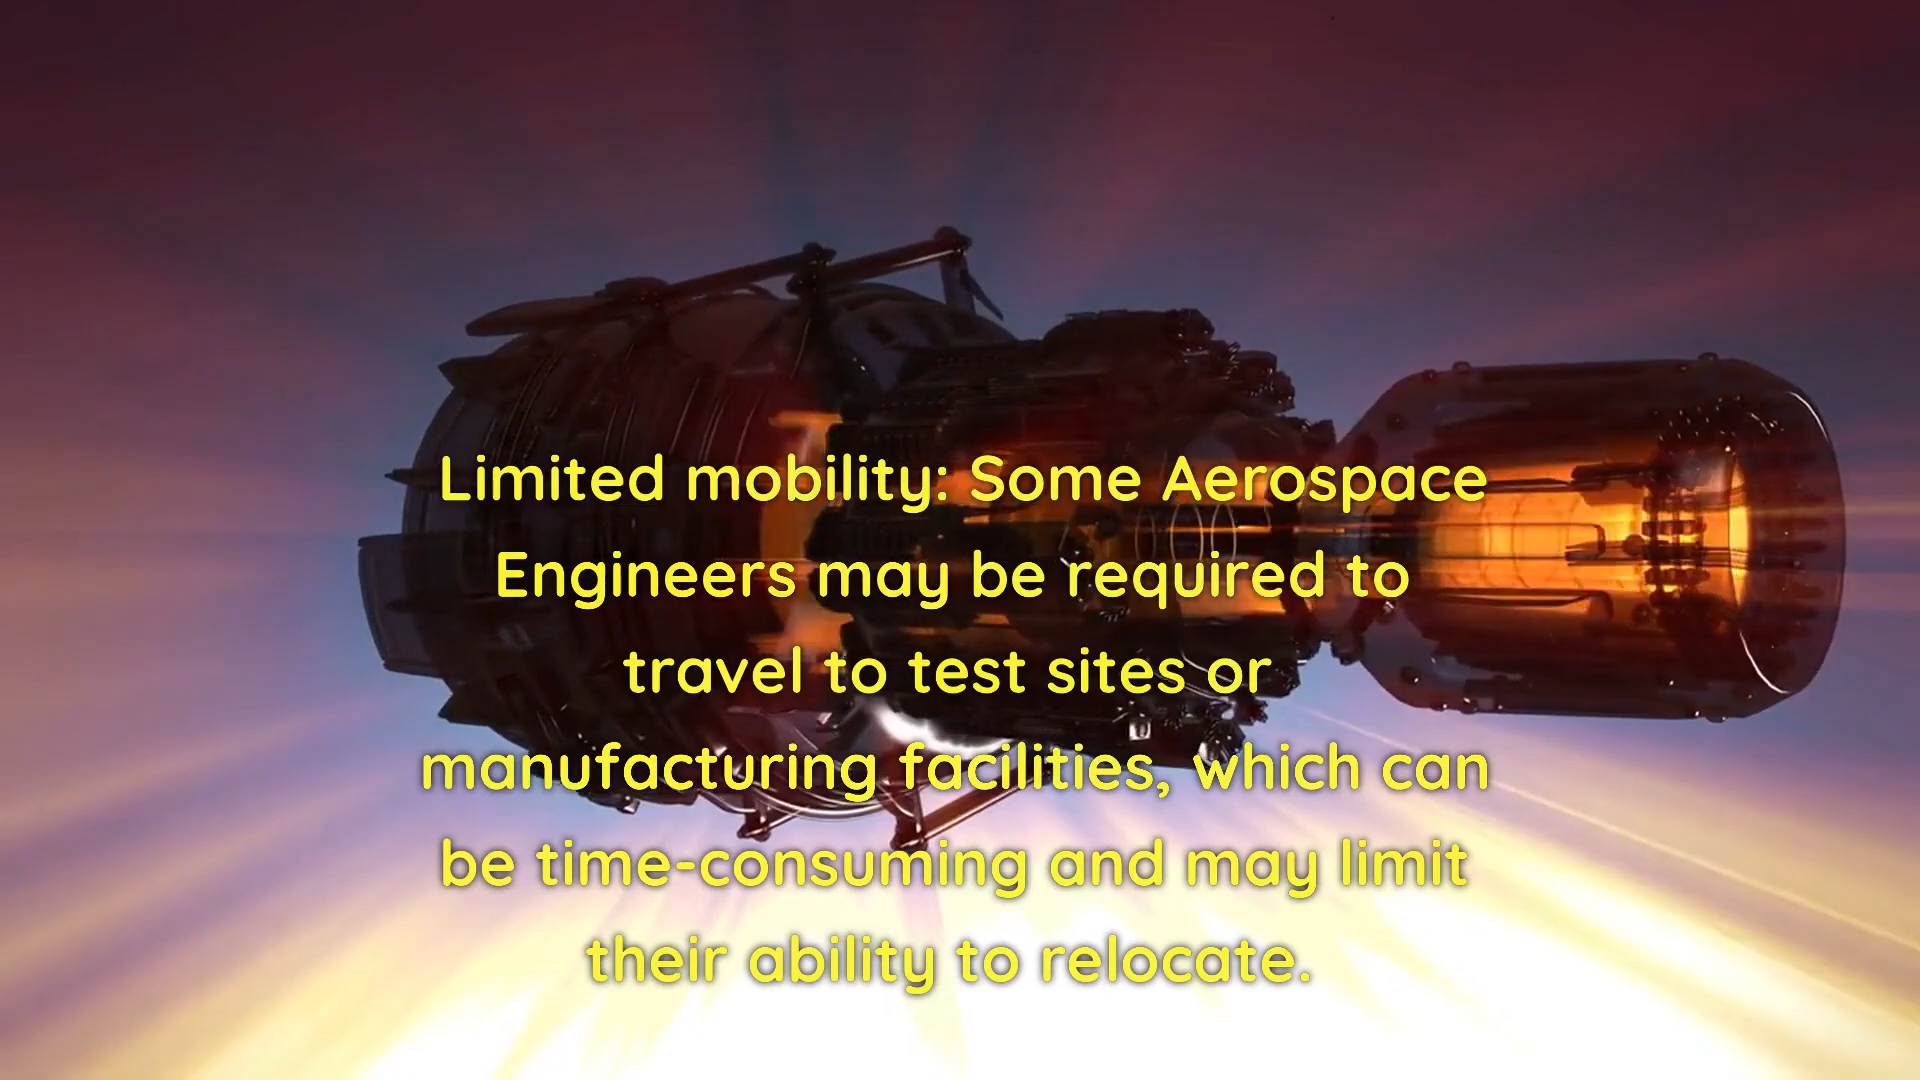 Limited mobility: Some Aerospace
Engineers may be required to
travel to test sites or
manufacturing facilities, which can
be time-consuming and may limit
their ability to relocate.